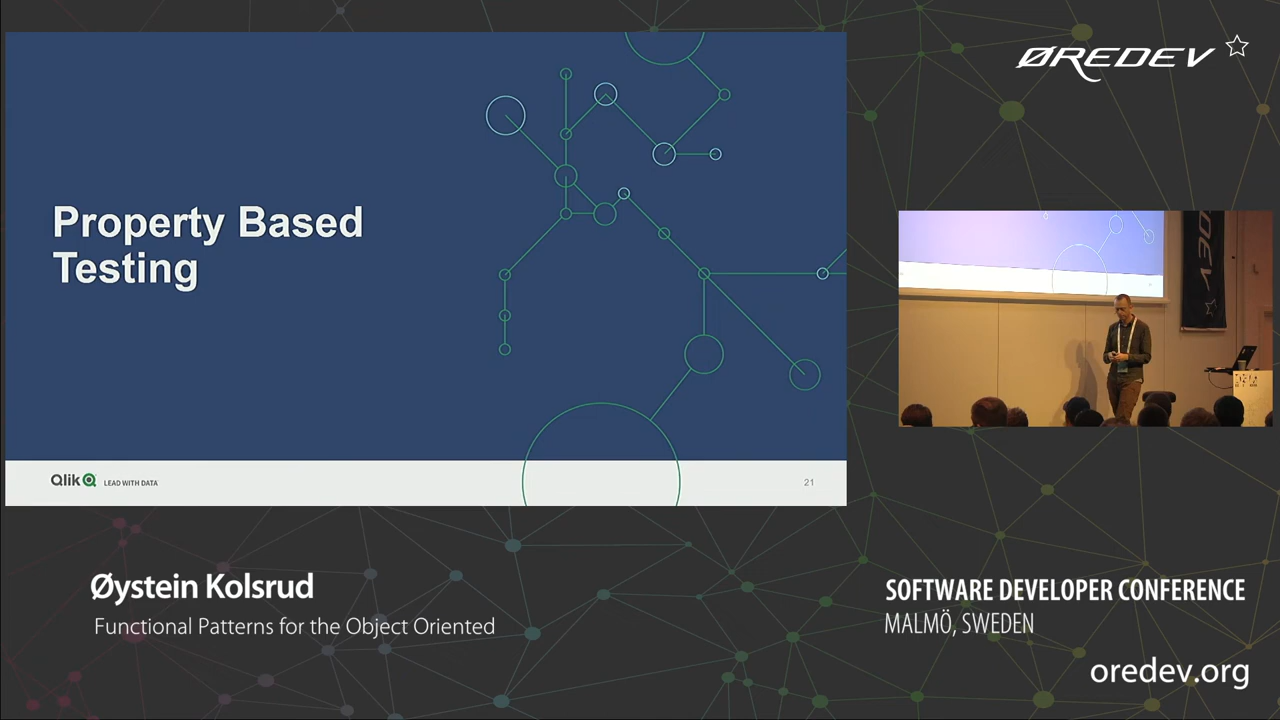 Property Based
Testing
Qlik
LEAD WITH DATA
21
ØREDEV
Øystein Kolsrud
Functional Patterns for the Object Oriented
SOFTWARE DEVELOPER CONFERENCE
MALMÖ, SWEDEN
oredev.org